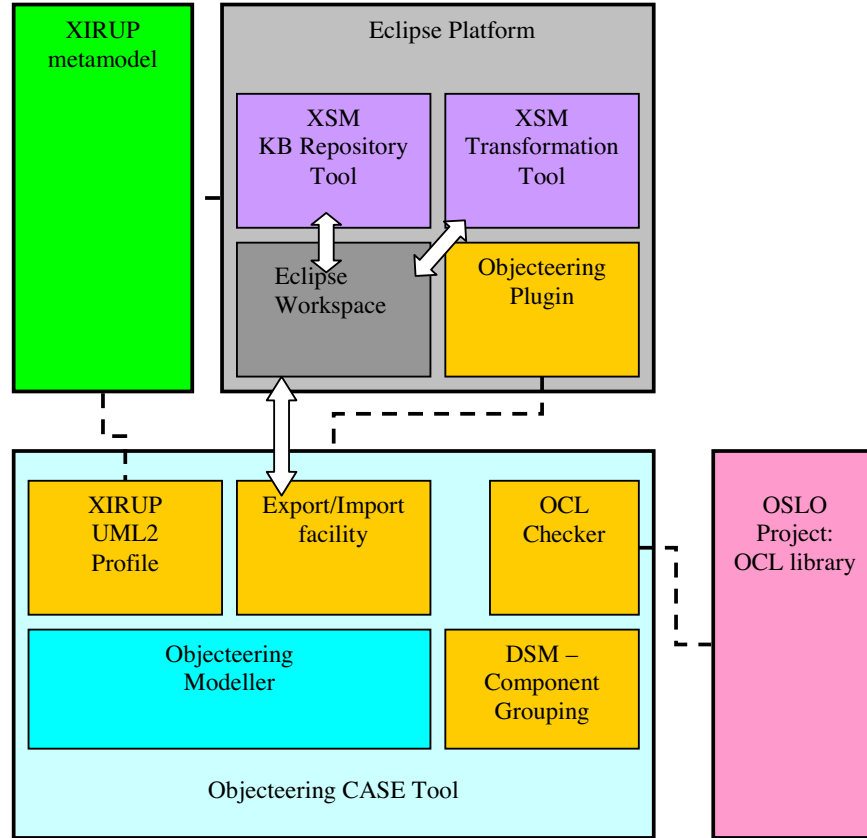 XIRUP
metamodel
Eclipse Platform
XSM
KB Repository
Tool
XSM
Transformation
Tool
Eclipse
Workspace
Objecteering
Plugin
XIRUP
UML2
Profile
Export/Import
facility
OCL
Checker
OSLO
Project:
OCL library
Objecteering
Modeller
DSM –
Component
Grouping
Objecteering CASE Tool